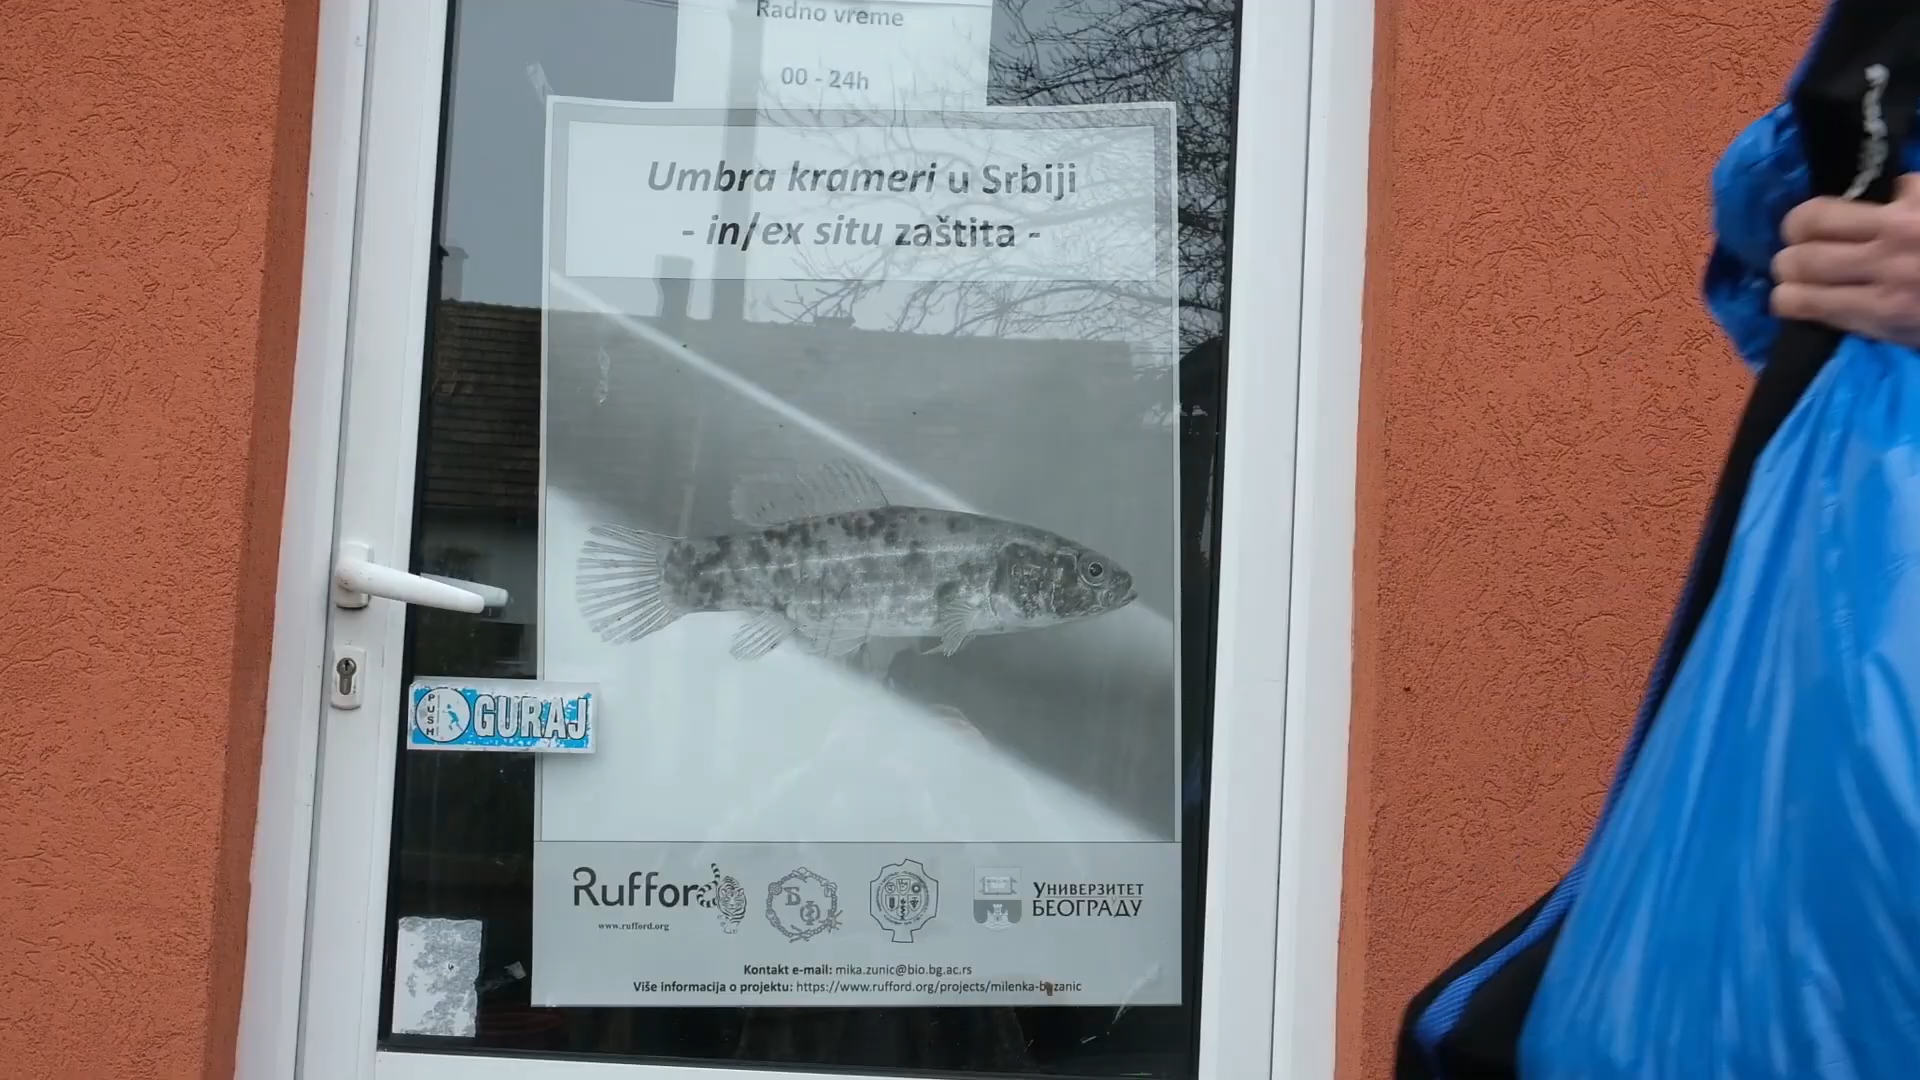 Radno vreme
00 - 24h
Umbra krameri u Srbiji
- in/ex situ zaštita -
PUSH
GURAJ
Rufford
www.rufford.org
БФ
УНИВЕРЗИТЕТ
У
БЕОГРАДУ
Kontakt e-mail: mika.zunic@bio.bg.ac.rs
Više informacija o projektu: https://www.rufford.org/projects/milenka-bozanic